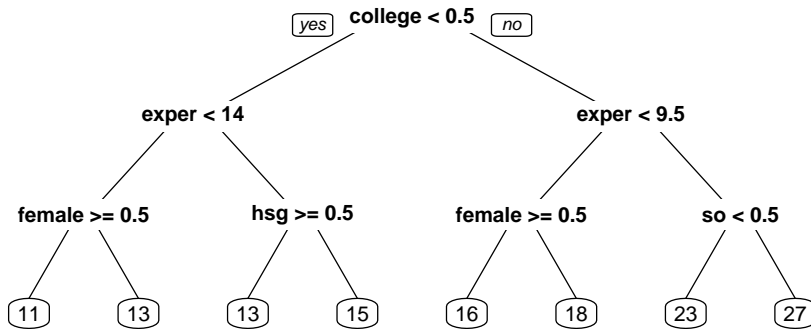 yes college < 0.5 no
exper < 14 exper < 9.5
female >= 0.5 hsg >= 0.5 female >= 0.5 so < 0.5
11 13 13 15 16 18 23 27